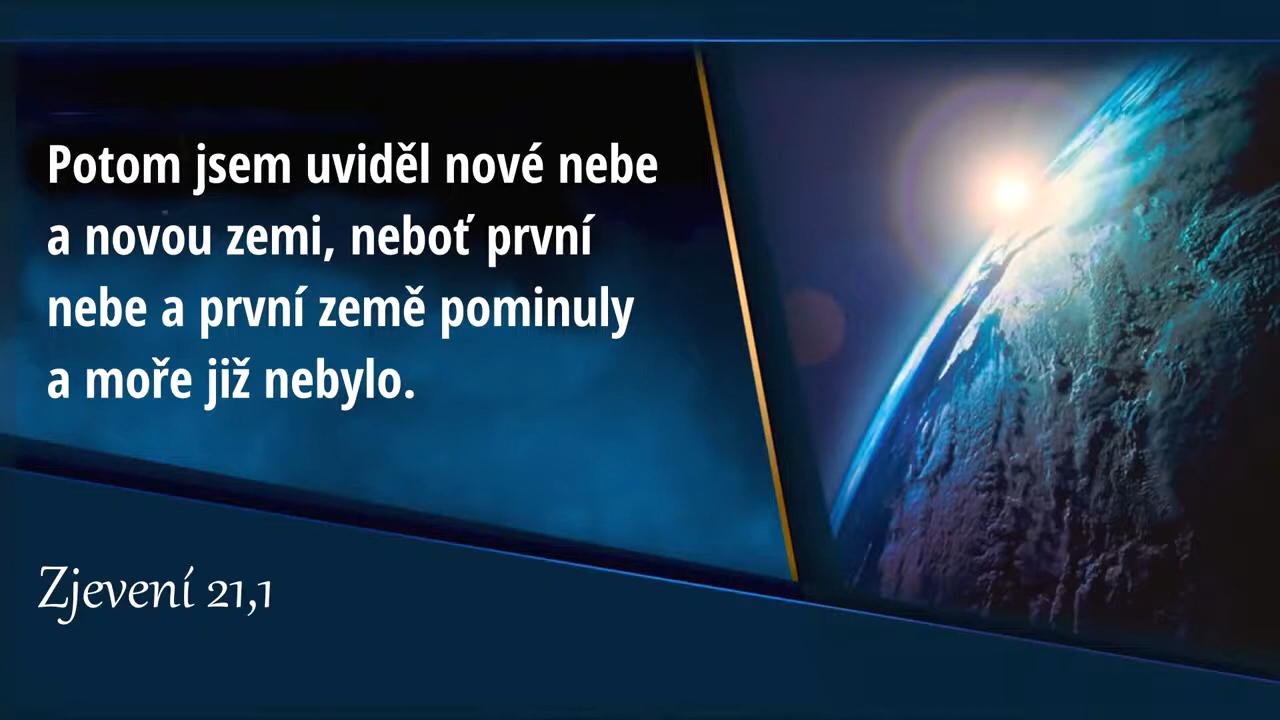 Potom jsem uviděl nové nebe
a novou zemi, neboť první
nebe a první země pominuly
a moře již nebylo.
Zjevení 21,1